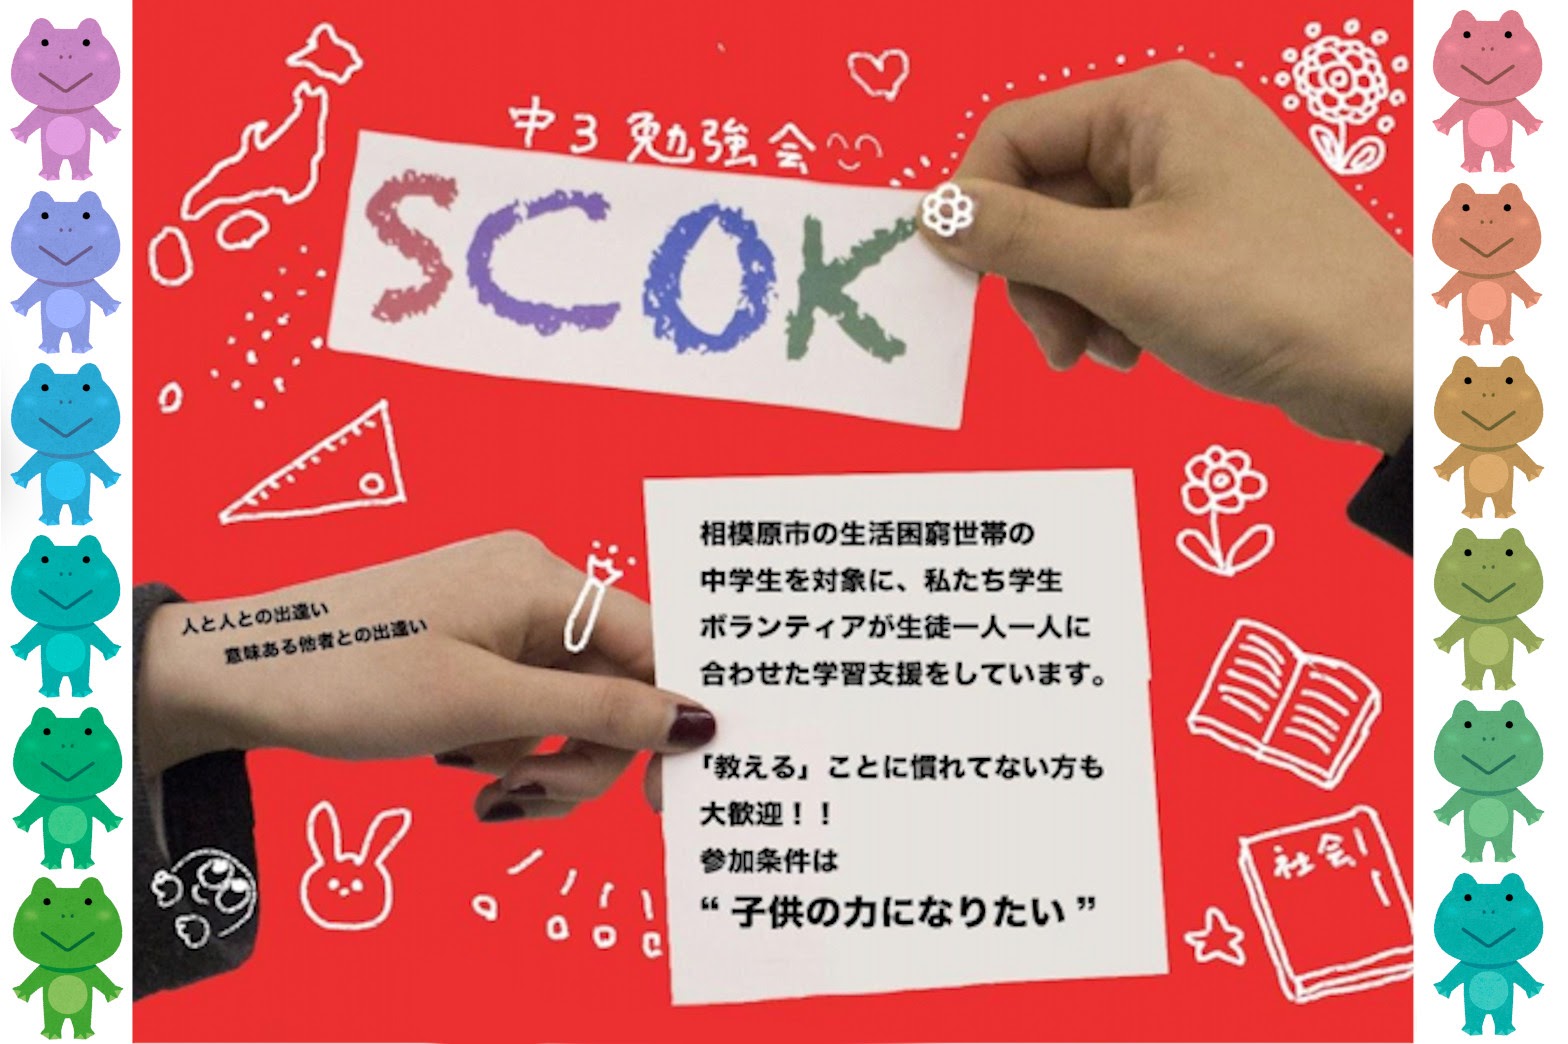 中3勉強会
SCOK
相模原市の生活困窮世帯の
中学生を対象に、私たち学生
ボランティアが生徒一人一人に
合わせた学習支援をしています。
「教える」ことに慣れてない方も
大歓迎！！
参加条件は
“ 子供の力になりたい ”
人と人との出逢い
意味ある他者との出逢い
社会